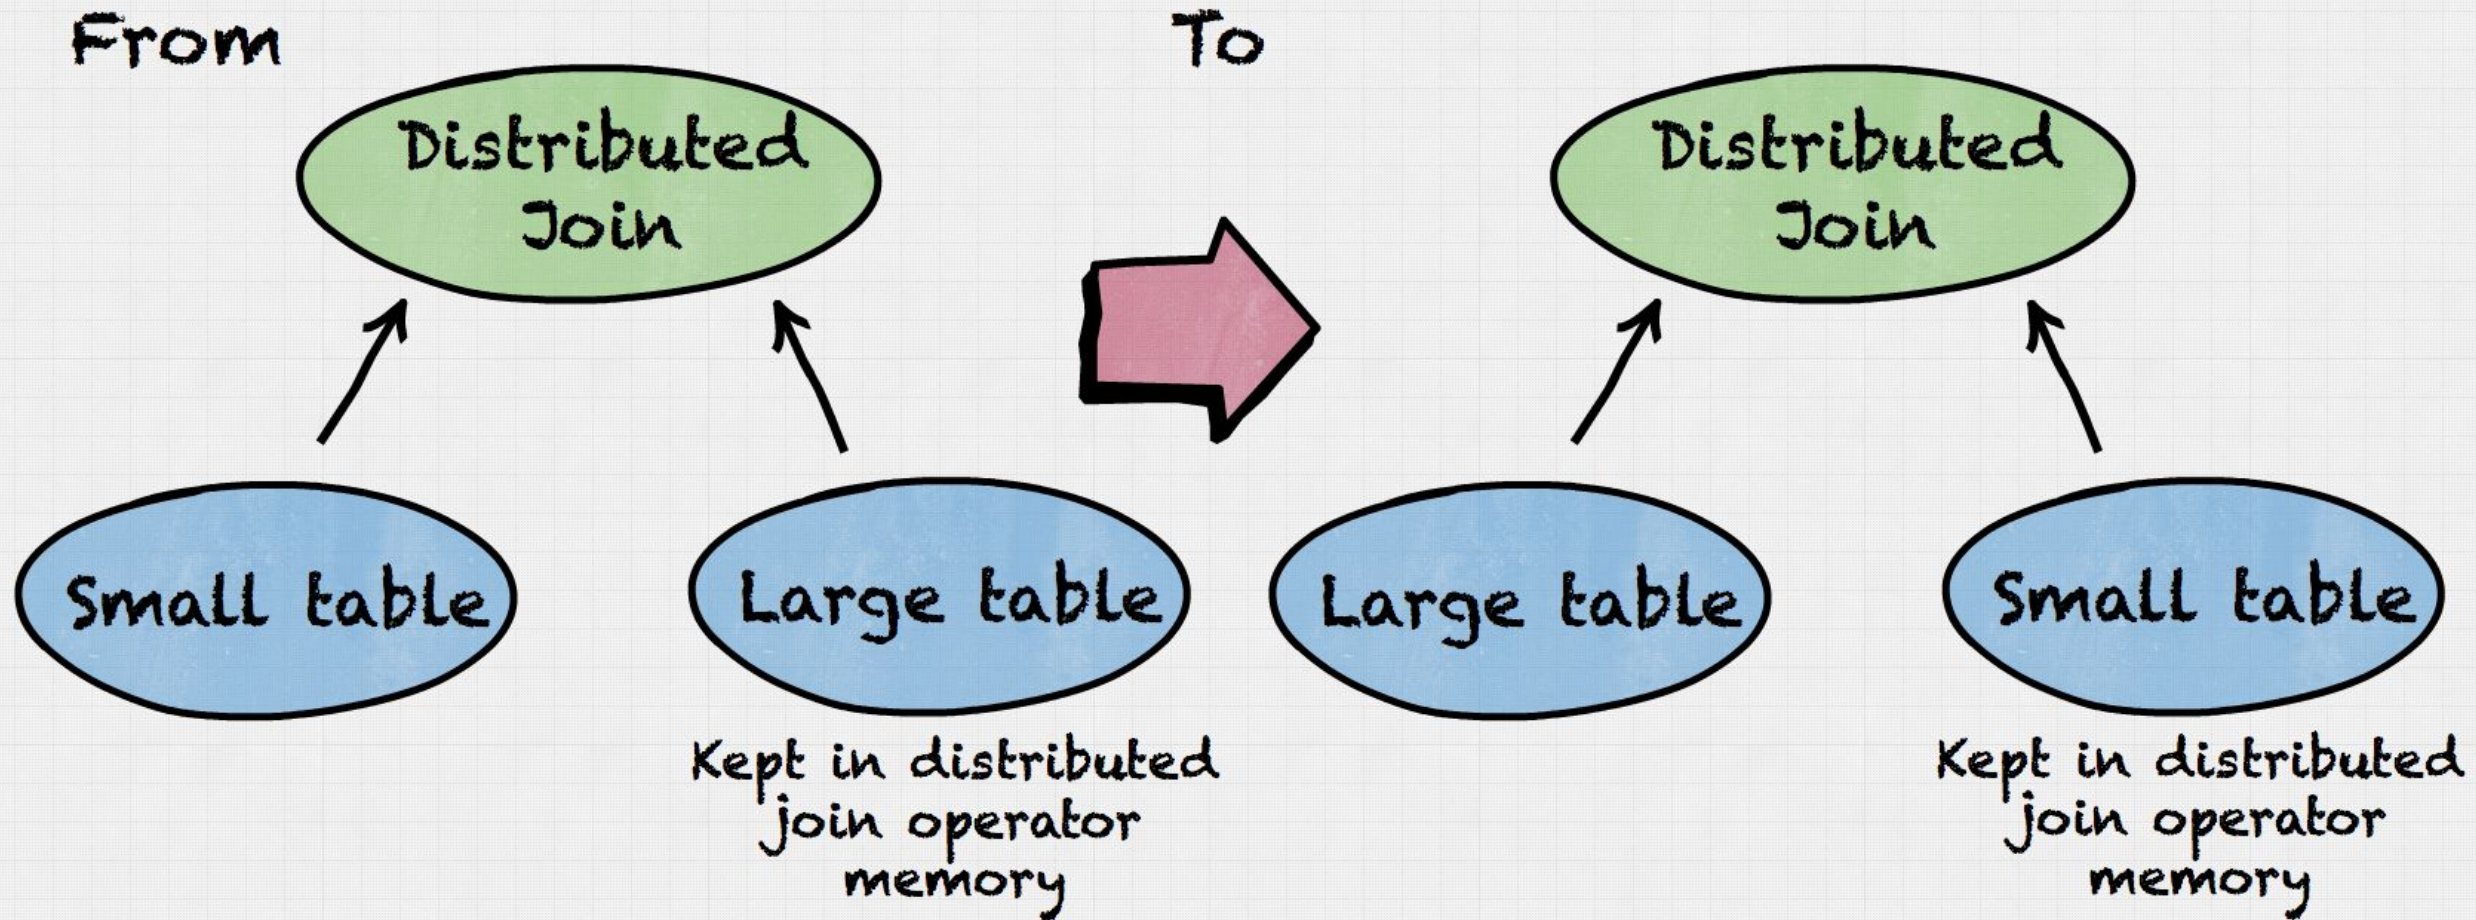 From
Distributed
Join
Small table
Large table
Kept in distributed
join operator
memory
To
Distributed
Join
Large table
Small table
Kept in distributed
join operator
memory